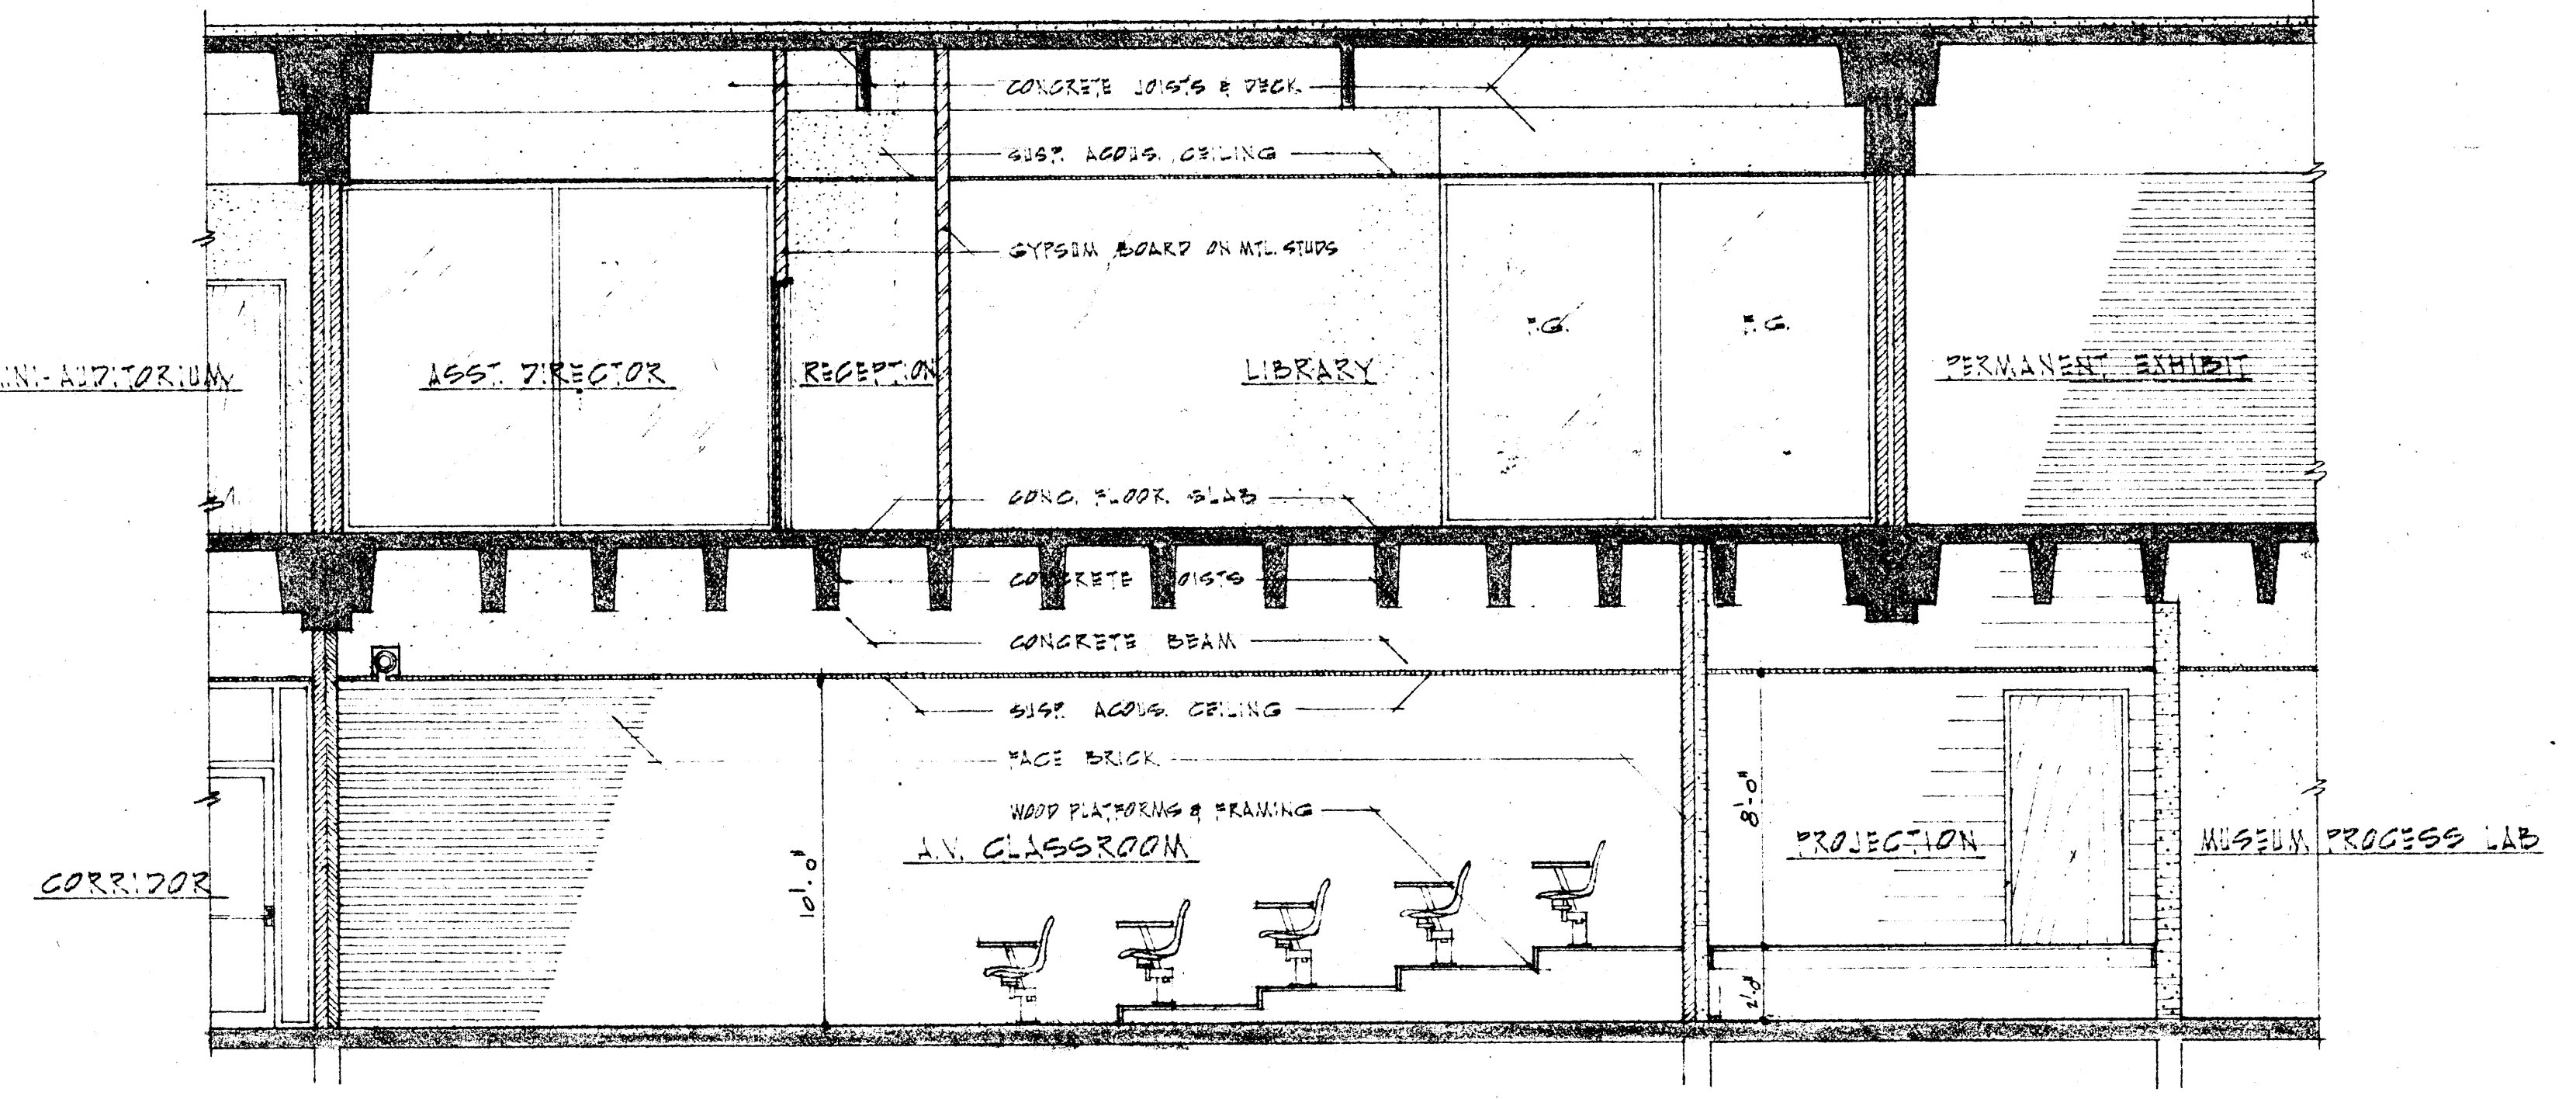 CONCRETE JOISTS & DECK
SUSP. ACOUS. CEILING
GYPSUM BOARD ON MTL. STUDS
F.G. F.G.
INI-AUDITORIUM ASST. DIRECTOR RECEPTION LIBRARY PERMANENT EXHIBIT
CONC. FLOOR SLAB
CONCRETE JOISTS
CONCRETE BEAM
SUSP. ACOUS. CEILING
FACE BRICK
WOOD PLATFORMS & FRAMING
8'-0"
CORRIDOR A.V. CLASSROOM PROJECTION MUSEUM PROCESS LAB
10'-0"
2'-0"